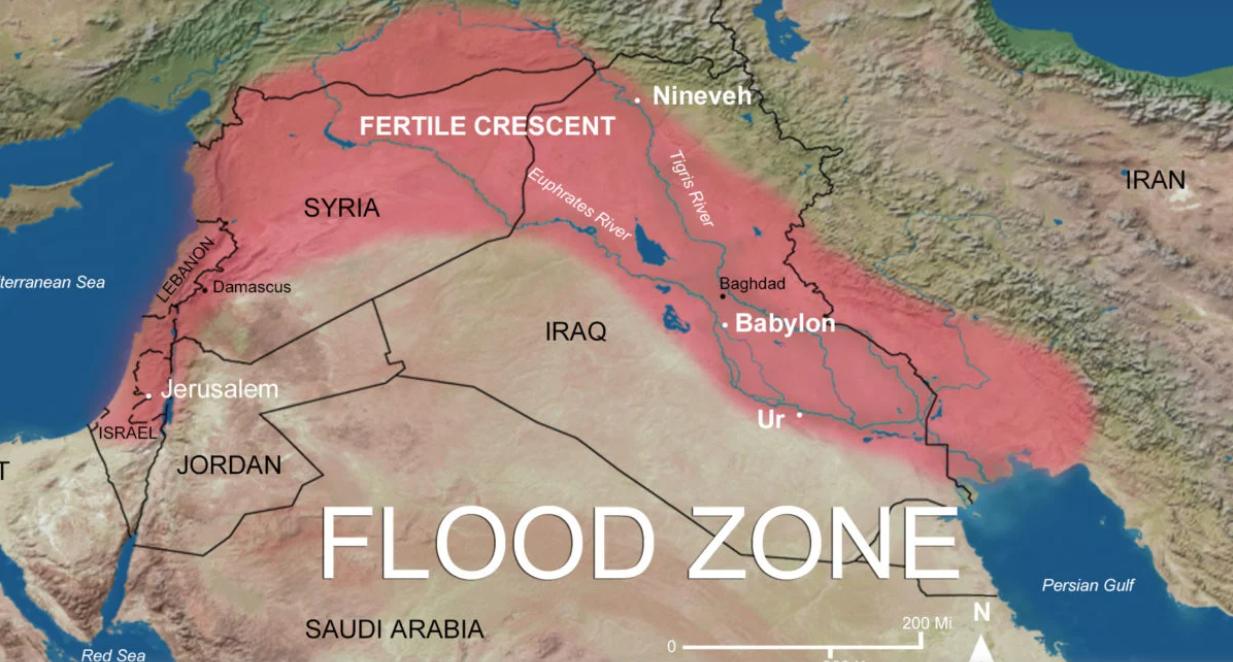 Nineveh
FERTILE CRESCENT
Tigris River
IRAN
Euphrates River
SYRIA
LEBANON
terranean Sea
Damascus
Baghdad
Babylon
IRAQ
Jerusalem
Ur
ISRAEL
T
JORDAN
FLOOD ZONE
Persian Gulf
N
200 Mi
SAUDI ARABIA
0
Red Sea